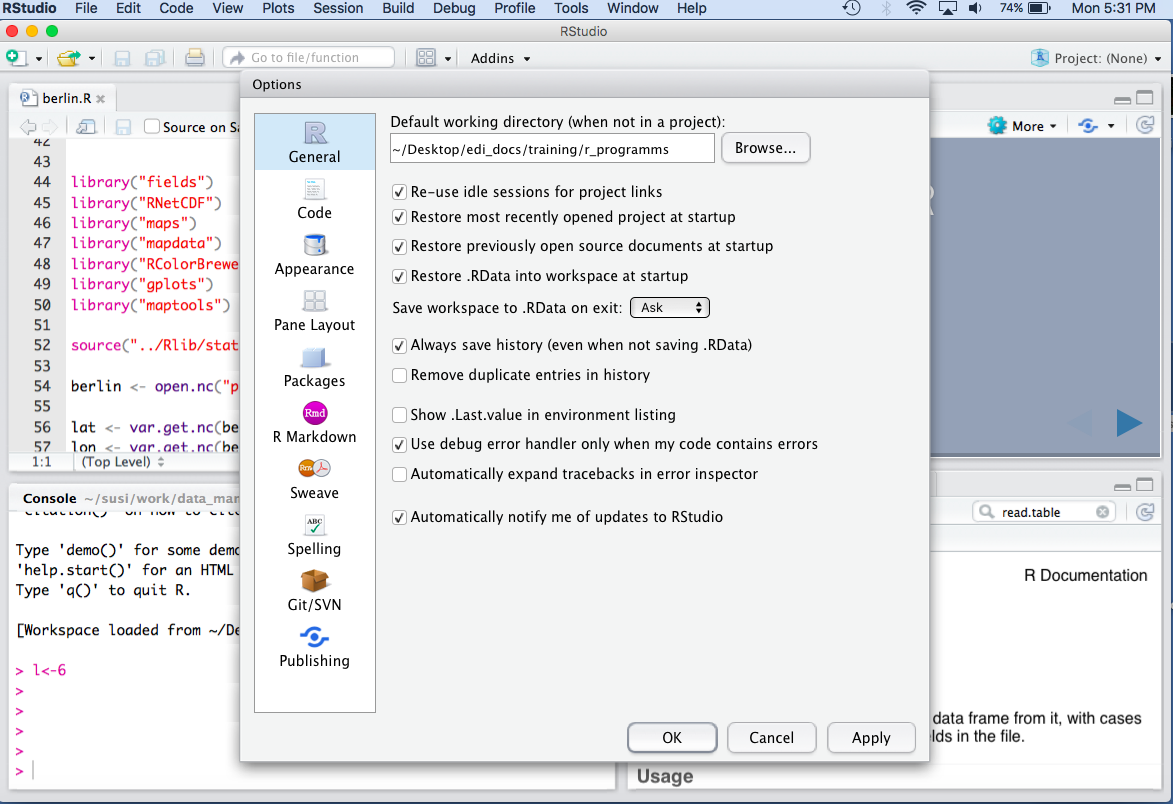 RStudio File Edit Code View Plots Session Build Debug Profile Tools Window Help 74% Mon 5:31 PM
RStudio
Go to file/function Addins Project: (None)
berlin.R
Source on Sa
More
42
43
44 library("fields")
45 library("RNetCDF")
46 library("maps")
47 library("mapdata")
48 library("RColorBrewe
49 library("gplots")
50 library("maptools")
51
52 source("../Rlib/stat
53
54 berlin <- open.nc("p
55
56 lat <- var.get.nc(be
57 lon <- var.get.nc(be
1:1 (Top Level)
Console ~/susi/work/data_man
'citation()' on how to cite
Type 'demo()' for some demo
'help.start()' for an HTML
Type 'q()' to quit R.
[Workspace loaded from ~/De
> l<-6
>
>
>
>
>
Options
R
General
Code
Appearance
Pane Layout
Packages
Rmd
R Markdown
Sweave
ABC
Spelling
Git/SVN
Publishing
Default working directory (when not in a project):
~/Desktop/edi_docs/training/r_programms Browse...
Re-use idle sessions for project links
Restore most recently opened project at startup
Restore previously open source documents at startup
Restore .RData into workspace at startup
Save workspace to .RData on exit: Ask
Always save history (even when not saving .RData)
Remove duplicate entries in history
Show .Last.value in environment listing
Use debug error handler only when my code contains errors
Automatically expand tracebacks in error inspector
Automatically notify me of updates to RStudio
OK Cancel Apply
R
read.table
R Documentation
data frame from it, with cases
lds in the file.
Usage